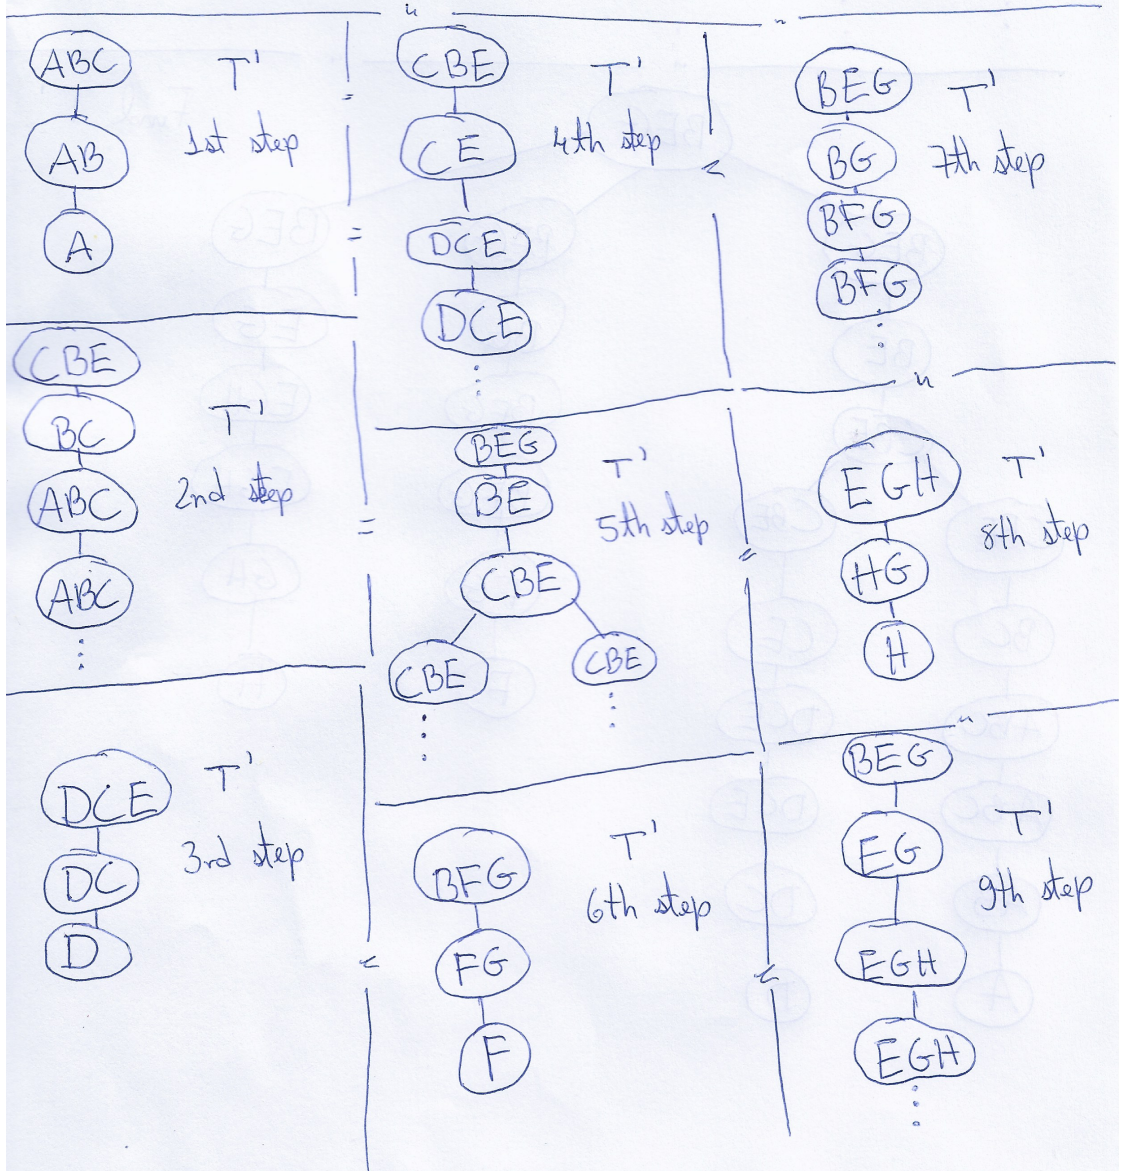 ABC
T'
1st step
AB
A
CBE
T'
BC
2nd step
ABC
ABC
DCE
T'
3rd step
DC
D
CBE
T'
4th step
CE
DCE
DCE
BEG
T'
BE
5th step
CBE
CBE
CBE
BFG
T'
6th step
FG
F
BEG
T'
BG
7th step
BFG
BFG
EGH
T'
8th step
HG
H
BEG
T'
EG
9th step
EGH
EGH